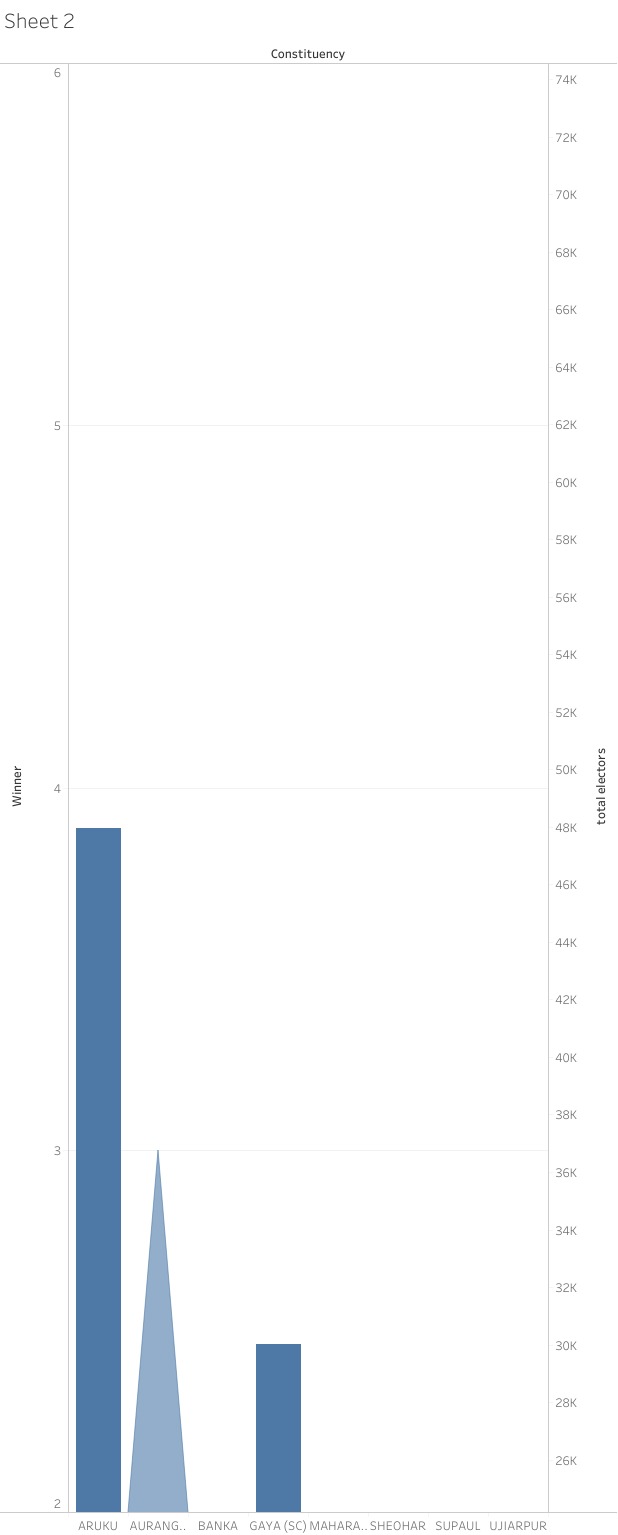 Sheet 2
Constituency
6
5
4
3
2
Winner
74K
72K
70K
68K
66K
64K
62K
60K
58K
56K
54K
52K
50K
48K
46K
44K
42K
40K
38K
36K
34K
32K
30K
28K
26K
total electors
ARUKU AURANG.. BANKA GAYA (SC) MAHARA.. SHEOHAR SUPAUL UJIARPUR